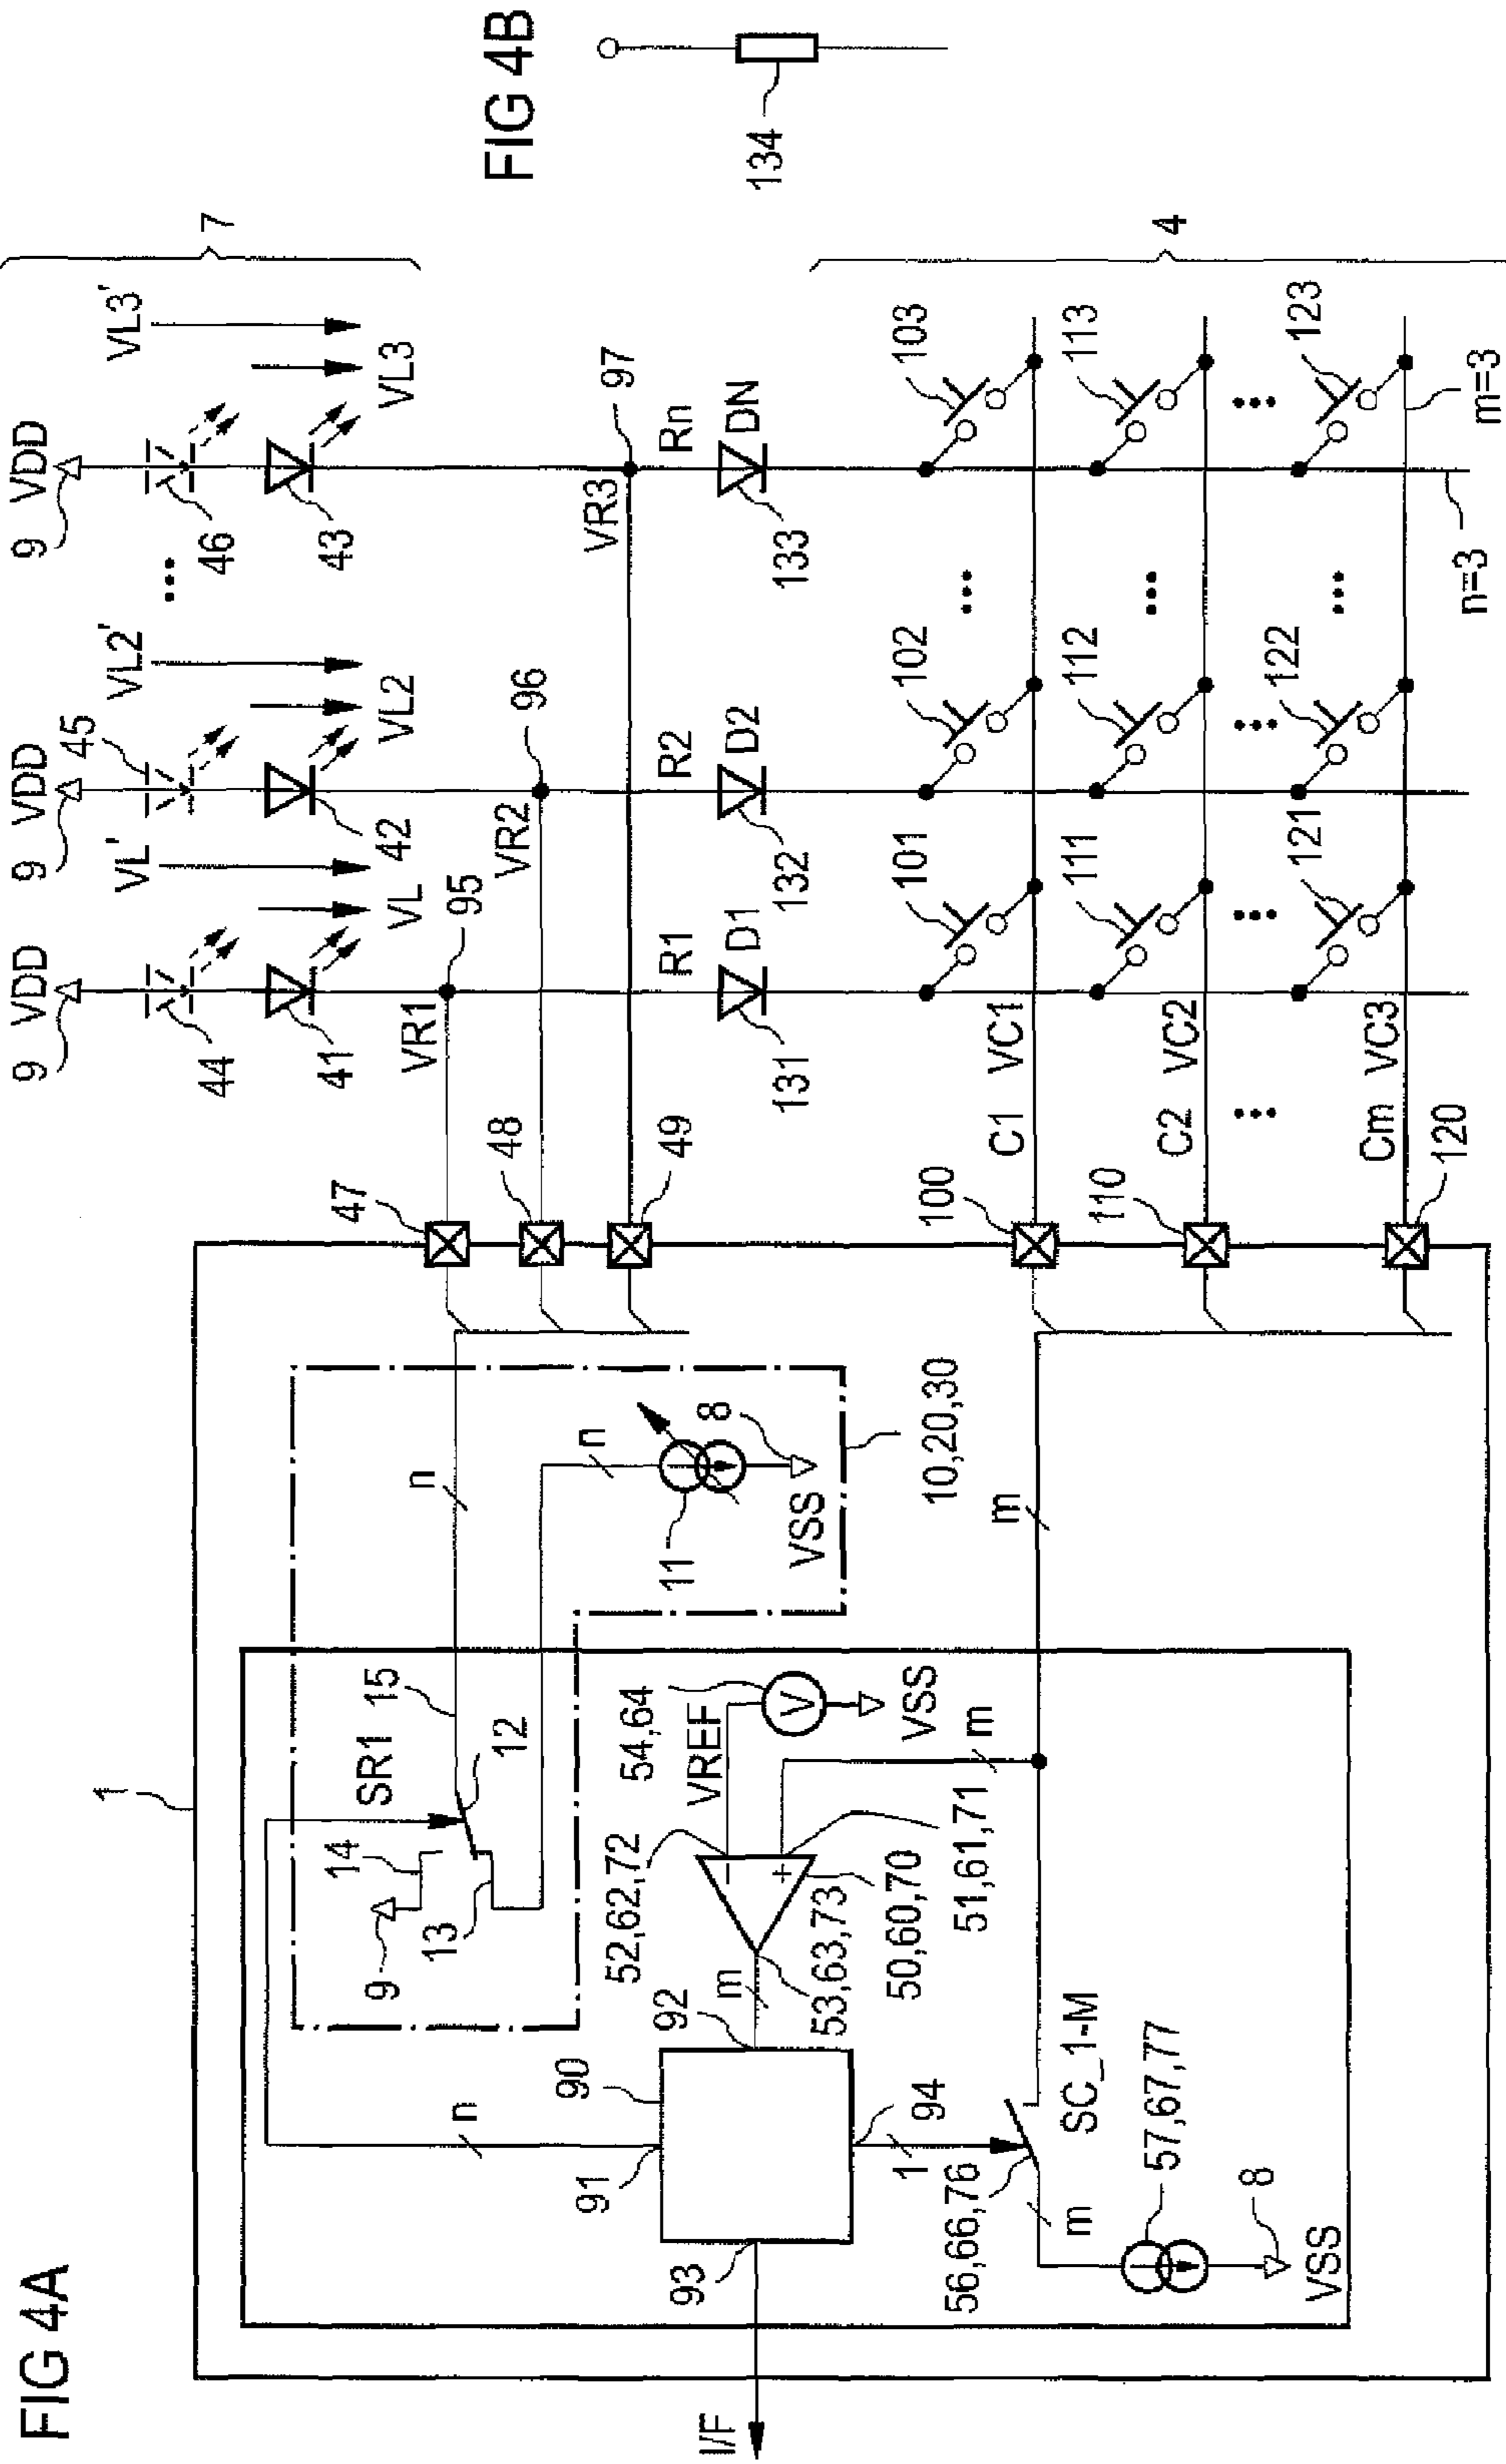 FIG 4A
FIG 4B
134
7
4
9 VDD
9 VDD
9 VDD
44
45
46
...
41
42
43
VL'
VL
VL2'
VL2
VL3'
VL3
VR1
95
VR2
96
VR3
97
R1
R2
Rn
D1
D2
DN
131
132
133
101
102
103
...
111
112
113
...
121
122
123
...
...
...
...
...
C1 VC1
C2 VC2
Cm VC3
n=3
m=3
47
48
49
100
110
120
1
n
SR1
15
12
14
9
13
n
11
8
VSS
10,20,30
m
54,64
VREF
V
VSS
m
52,62,72
-
+
51,61,71
50,60,70
53,63,73
m
92
90
n
91
93
94
1
SC_1-M
56,66,76
m
57,67,77
8
VSS
I/F